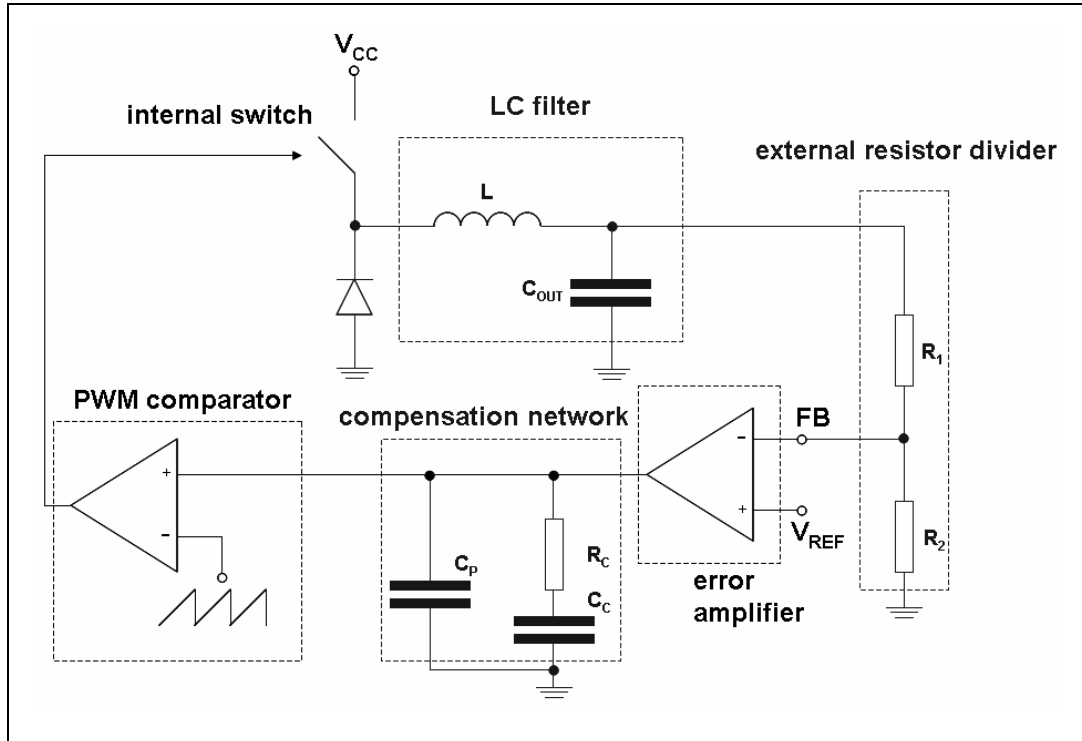 V_CC
internal switch
LC filter
external resistor divider
L
C_OUT
R_1
PWM comparator
compensation network
FB
-
+
+
-
V_REF
R_C
C_P
C_C
R_2
error
amplifier